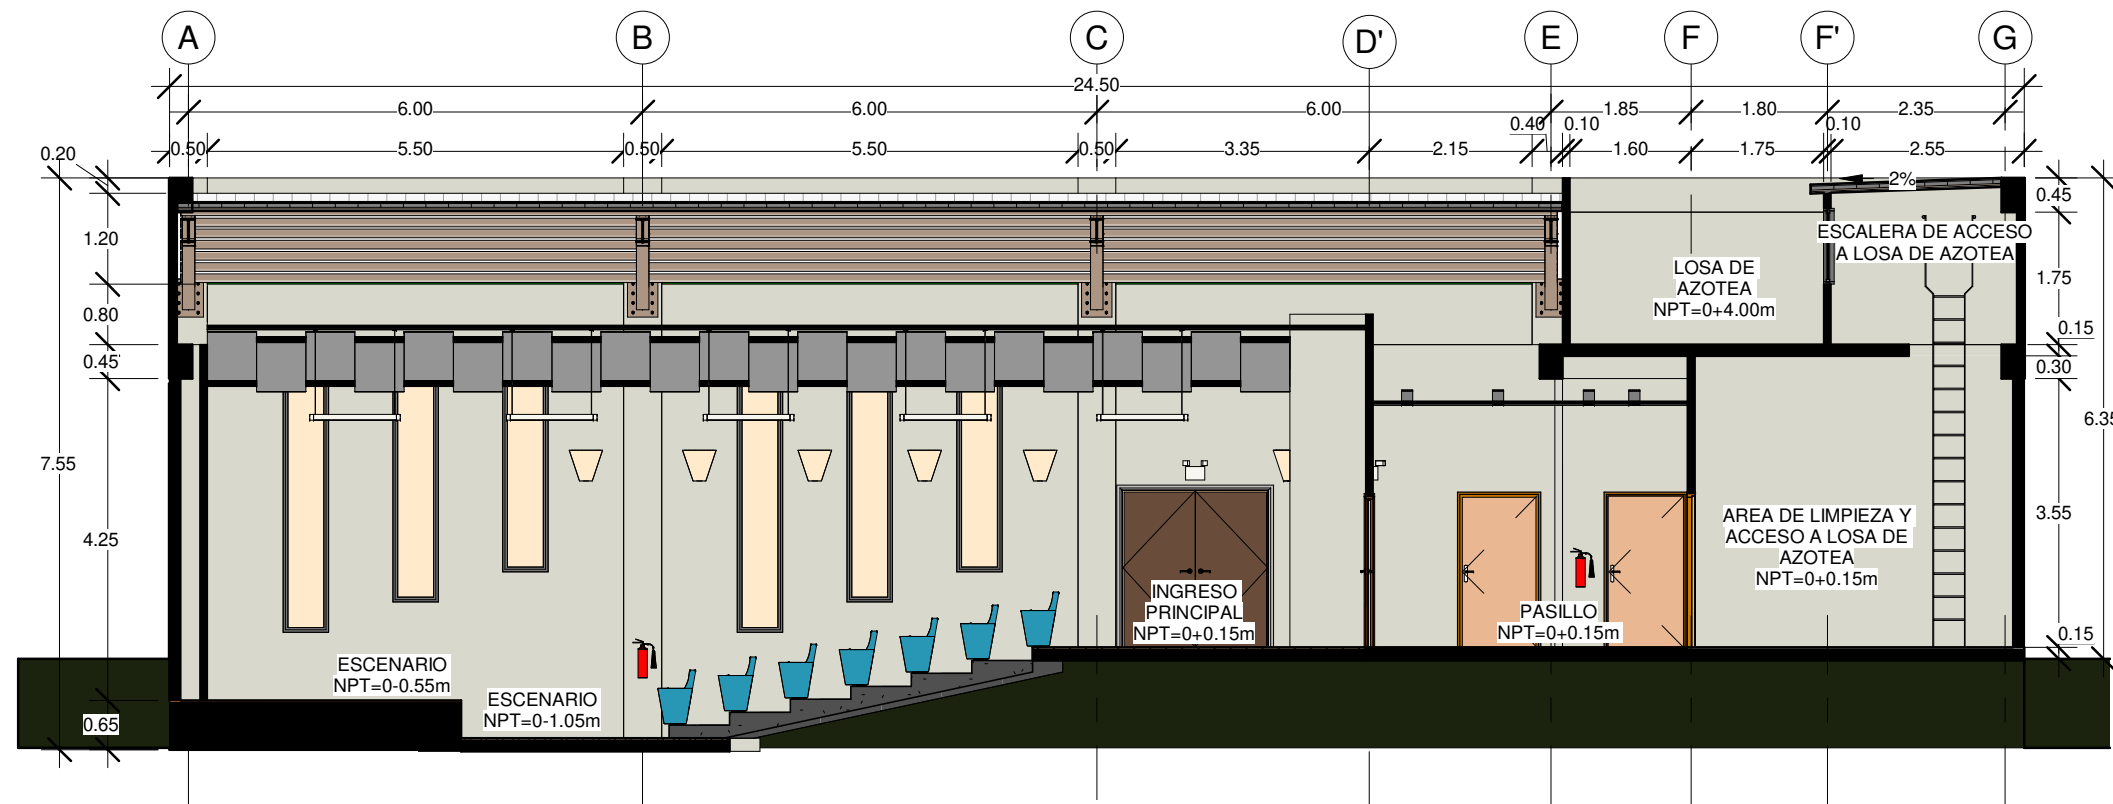 A
B
C
D'
E
F
F'
G
24.50
6.00
6.00
6.00
1.85
1.80
2.35
0.50
5.50
0.50
5.50
0.50
3.35
2.15
0.40
0.10
1.60
1.75
0.10
2.55
0.20
1.20
0.80
0.45
4.25
0.65
7.55
2%
0.45
1.75
0.15
0.30
3.55
0.15
6.35
ESCALERA DE ACCESO
A LOSA DE AZOTEA
LOSA DE
AZOTEA
NPT=0+4.00m
AREA DE LIMPIEZA Y
ACCESO A LOSA DE
AZOTEA
NPT=0+0.15m
INGRESO
PRINCIPAL
NPT=0+0.15m
PASILLO
NPT=0+0.15m
ESCENARIO
NPT=0-0.55m
ESCENARIO
NPT=0-1.05m